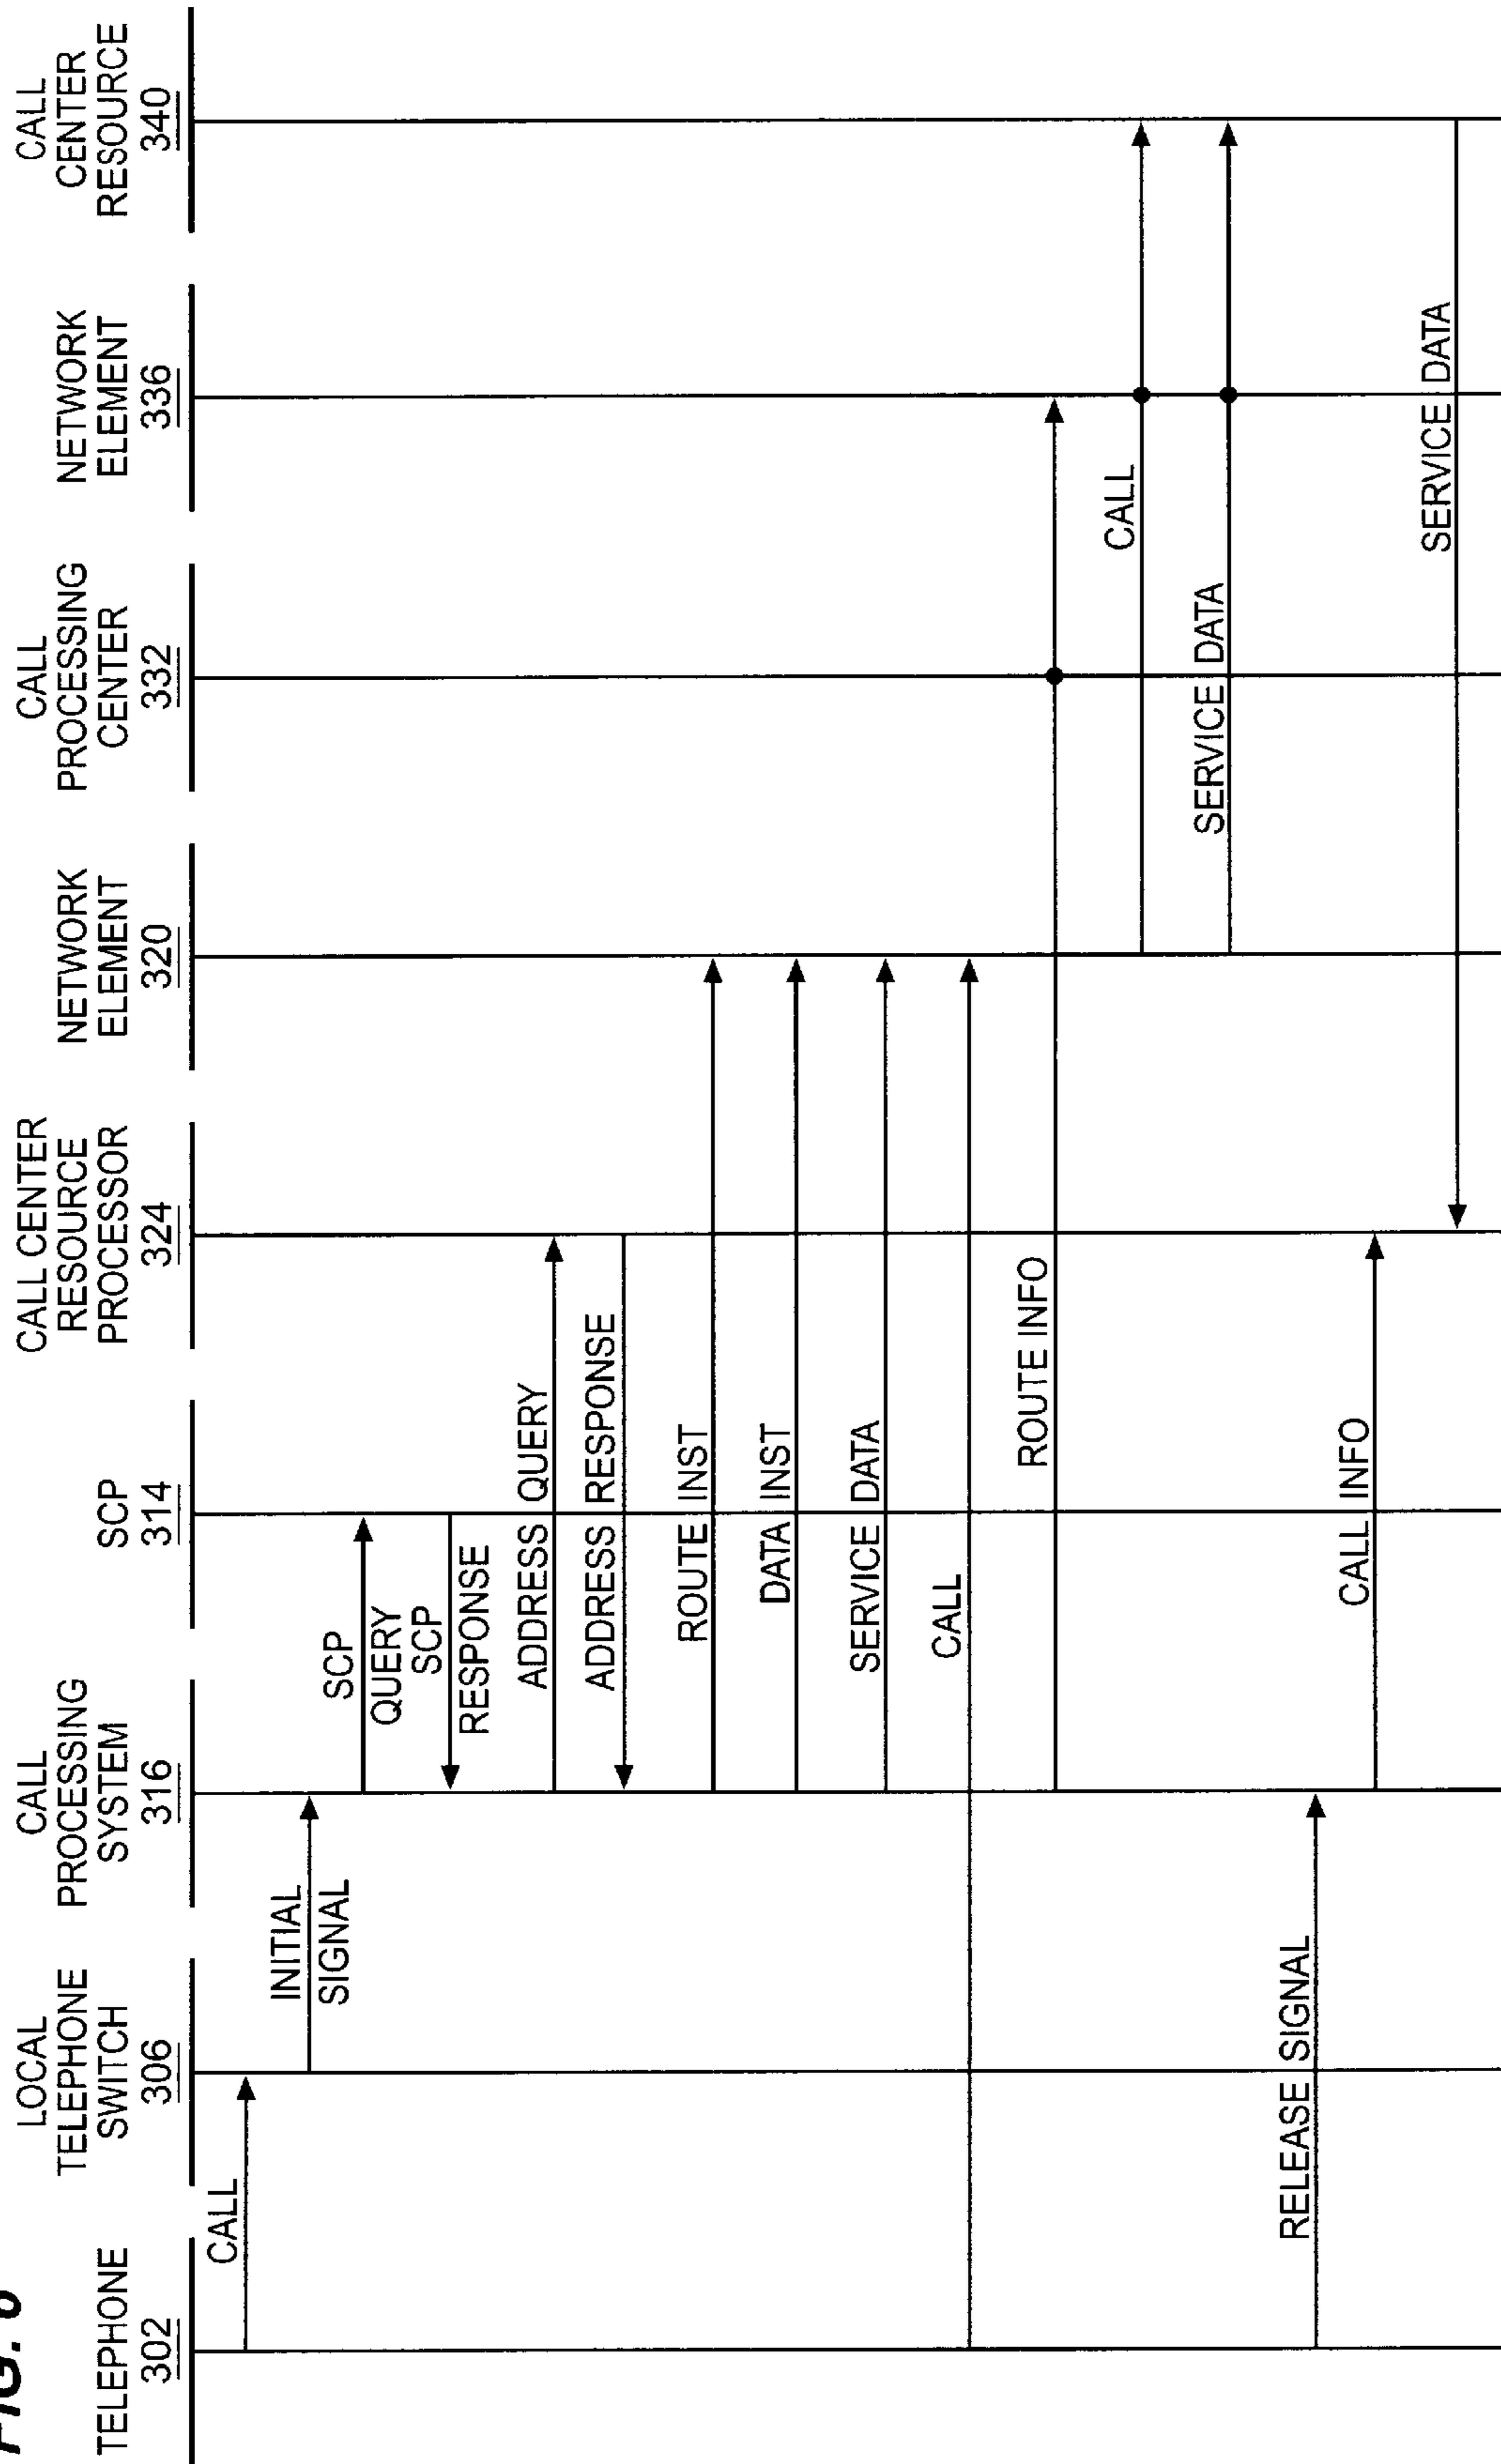 FIG.
TELEPHONE
302
LOCAL
TELEPHONE
SWITCH
306
CALL
PROCESSING
SYSTEM
316
SCP
314
CALL CENTER
RESOURCE
PROCESSOR
324
NETWORK
ELEMENT
320
CALL
PROCESSING
CENTER
332
NETWORK
ELEMENT
336
CALL
CENTER
RESOURCE
340
CALL
INITIAL
SIGNAL
SCP
QUERY
SCP
RESPONSE
ADDRESS QUERY
ADDRESS RESPONSE
ROUTE INST
DATA INST
SERVICE DATA
CALL
ROUTE INFO
CALL
SERVICE DATA
RELEASE SIGNAL
CALL INFO
SERVICE DATA